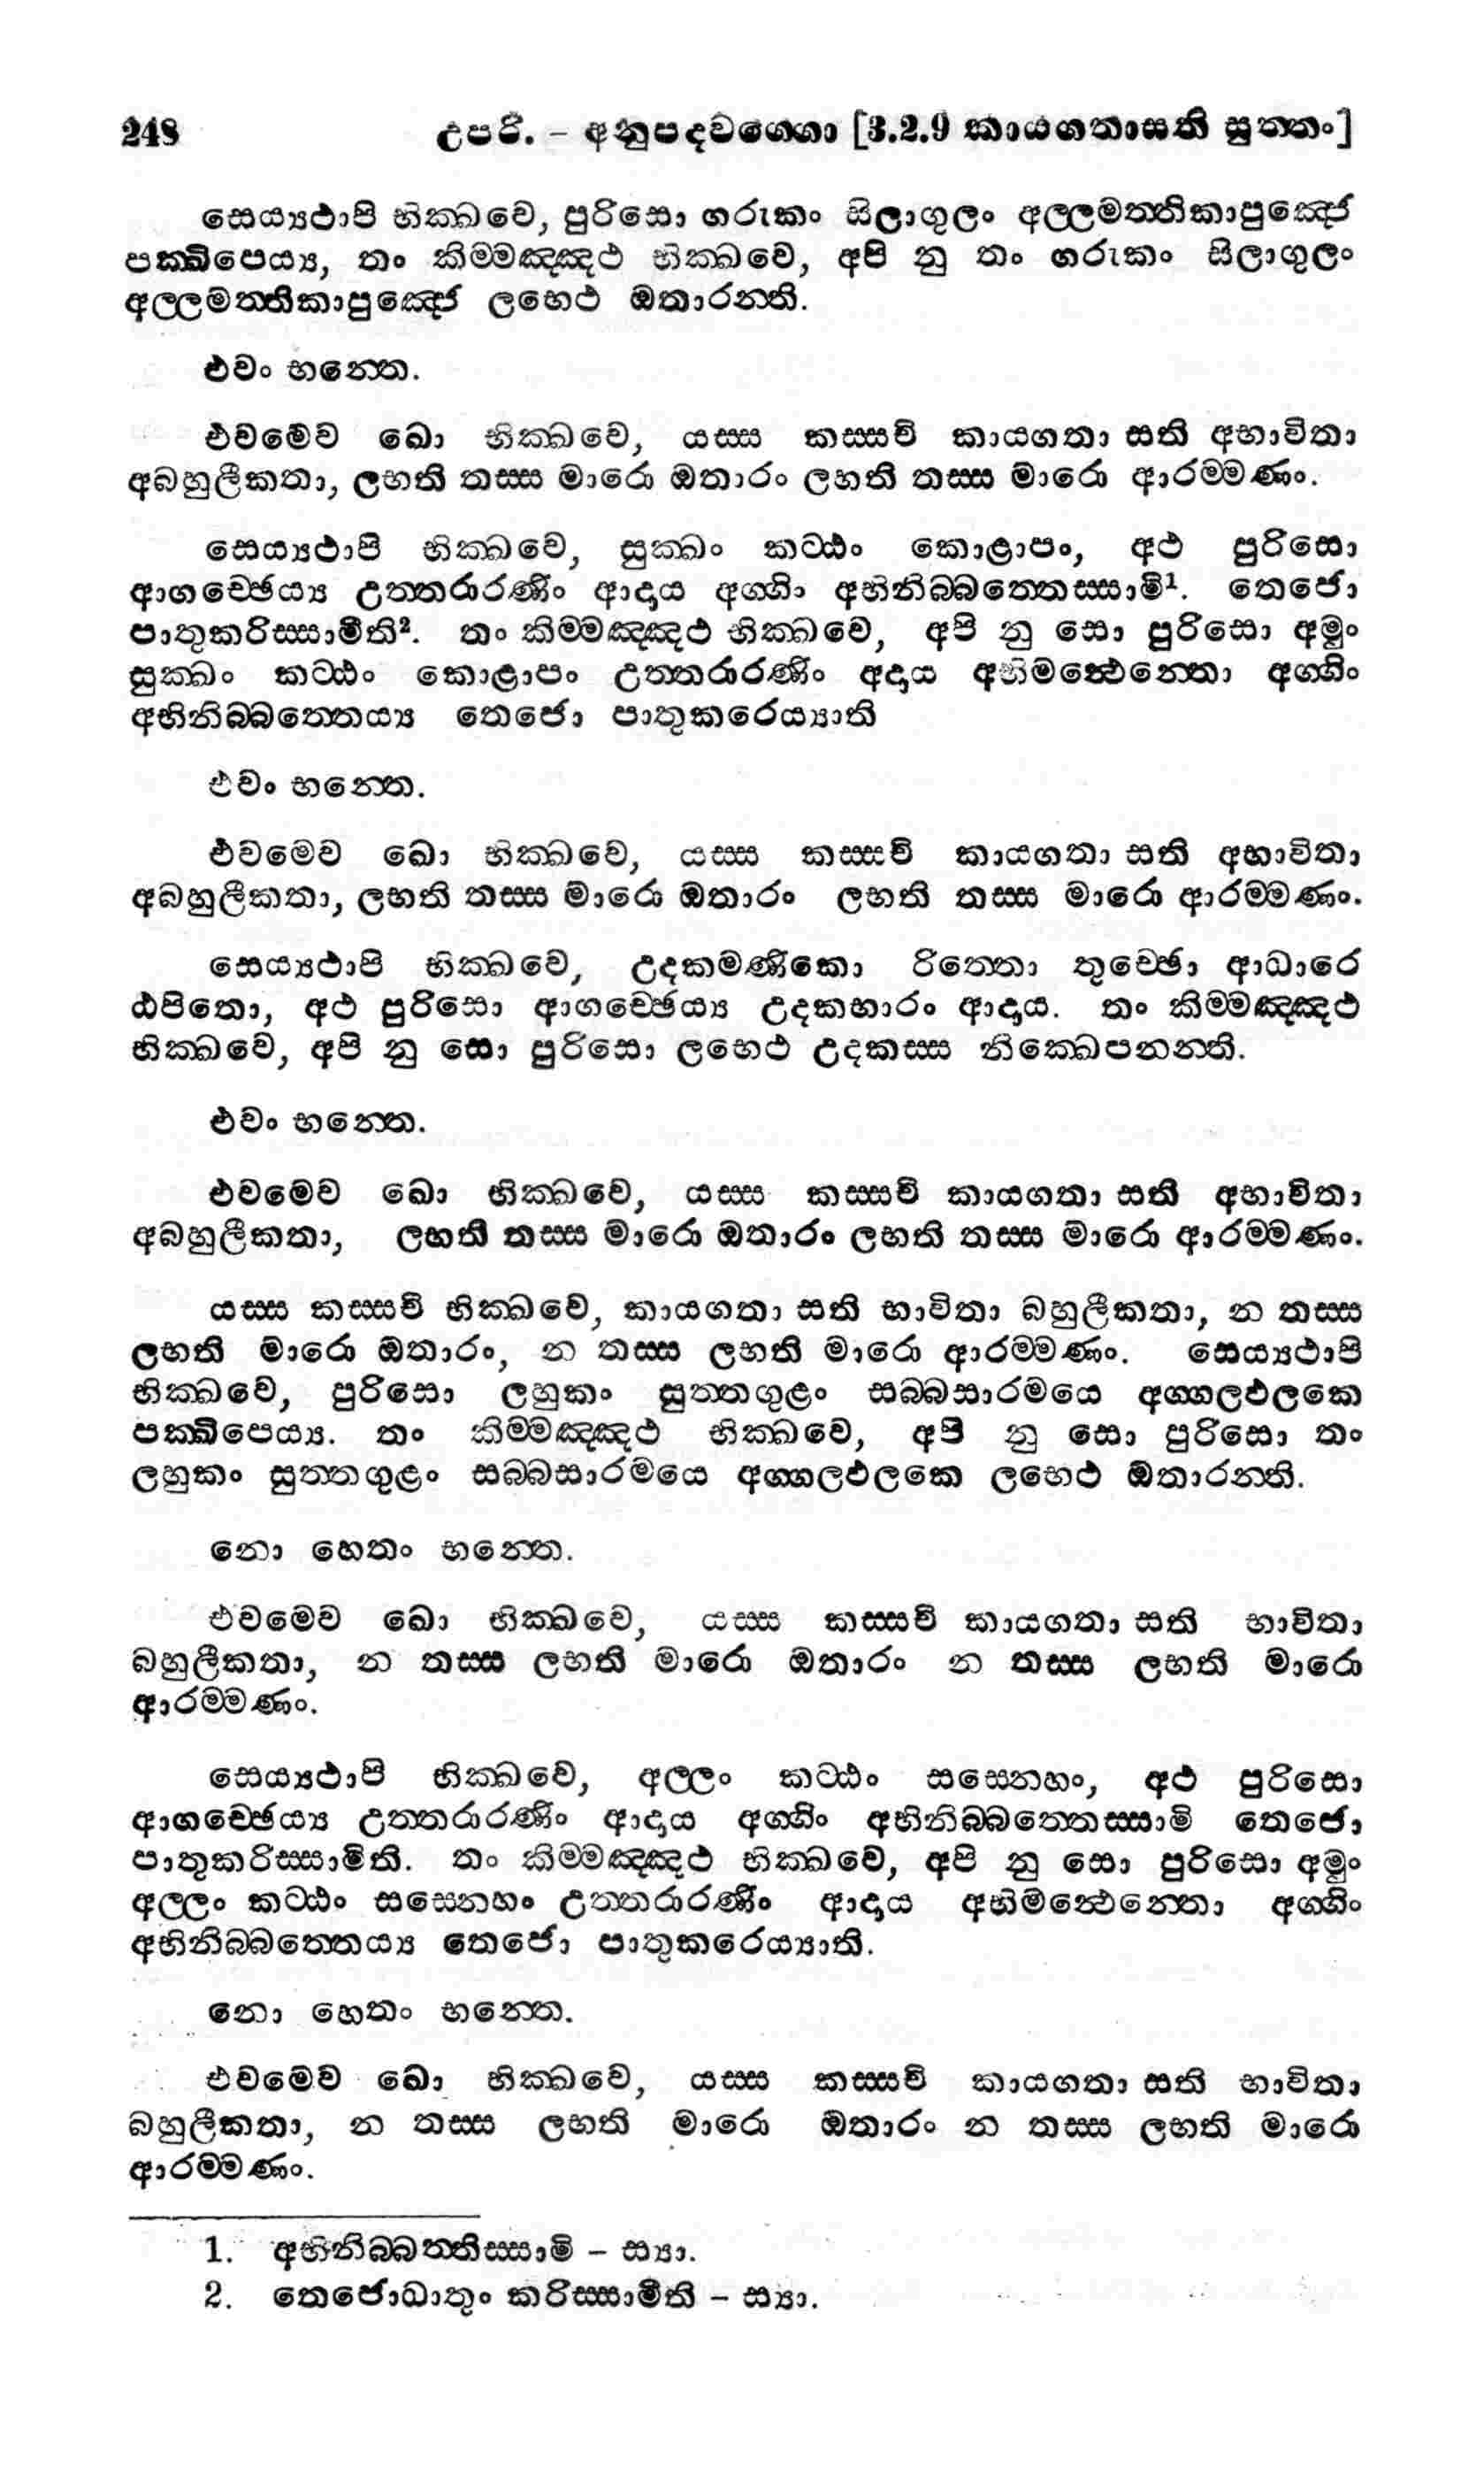 248 උපරි. – අනුපදවග්ගො [3.2.9 කායගතාසති සුත්තං]
සෙය්‍යථාපි භික්ඛවෙ, පුරිසො ගරුකං සිලාගුලං අල්ලමත්තිකාපුඤ්ජෙ
පක්ඛිපෙය්‍ය, තං කිම්මඤ්ඤථ භික්ඛවෙ, අපි නු තං ගරුකං සිලාගුලං
අල්ලමත්තිකාපුඤ්ජෙ ලභෙථ ඔතාරන්ති.
එවං භන්තෙ.
එවමෙව ඛො භික්ඛවෙ, යස්ස කස්සචි කායගතා සති අභාවිතා
අබහුලීකතා, ලභති තස්ස මාරො ඔතාරං ලභති තස්ස මාරො ආරම්මණං.
සෙය්‍යථාපි භික්ඛවෙ, සුක්ඛං කට්ඨං කොළාපං, අථ පුරිසො
ආගච්ඡෙය්‍ය උත්තරාරණිං ආදාය අග්ගිං අභිනිබ්බත්තෙස්සාමි¹. තෙජො
පාතුකරිස්සාමීති². තං කිම්මඤ්ඤථ භික්ඛවෙ, අපි නු සො පුරිසො අමුං
සුක්ඛං කට්ඨං කොළාපං උත්තරාරණිං අදාය අභිමන්ථෙන්තො අග්ගිං
අභිනිබ්බත්තෙය්‍ය තෙජො පාතුකරෙය්‍යාති
එවං භන්තෙ.
එවමෙව ඛො භික්ඛවෙ, යස්ස කස්සචි කායගතා සති අභාවිතා
අබහුලීකතා, ලභති තස්ස මාරො ඔතාරං ලභති තස්ස මාරො ආරම්මණං.
සෙය්‍යථාපි භික්ඛවෙ, උදකමණිකො රිත්තො තුච්ඡො ආධාරෙ
ඨපිතො, අථ පුරිසො ආගච්ඡෙය්‍ය උදකභාරං ආදාය. තං කිම්මඤ්ඤථ
භික්ඛවෙ, අපි නු සො පුරිසො ලභෙථ උදකස්ස නික්ඛෙපනන්ති.
එවං භන්තෙ.
එවමෙව ඛො භික්ඛවෙ, යස්ස කස්සචි කායගතා සති අභාවිතා
අබහුලීකතා, ලභති තස්ස මාරො ඔතාරං ලභති තස්ස මාරො ආරම්මණං.
යස්ස කස්සචි භික්ඛවෙ, කායගතා සති භාවිතා බහුලීකතා, න තස්ස
ලභති මාරො ඔතාරං, න තස්ස ලභති මාරො ආරම්මණං. සෙය්‍යථාපි
භික්ඛවෙ, පුරිසො ලහුකං සුත්තගුළං සබ්බසාරමයෙ අග්ගලඵලකෙ
පක්ඛිපෙය්‍ය. තං කිම්මඤ්ඤථ භික්ඛවෙ, අපි නු සො පුරිසො තං
ලහුකං සුත්තගුළං සබ්බසාරමයෙ අග්ගලඵලකෙ ලභෙථ ඔතාරන්ති.
නො හෙතං භන්තෙ.
එවමෙව ඛො භික්ඛවෙ, යස්ස කස්සචි කායගතා සති භාවිතා
බහුලීකතා, න තස්ස ලභති මාරො ඔතාරං න තස්ස ලභති මාරො
ආරම්මණං.
සෙය්‍යථාපි භික්ඛවෙ, අල්ලං කට්ඨං සසෙනහං, අථ පුරිසො
ආගච්ඡෙය්‍ය උත්තරාරණිං ආදාය අග්ගිං අභිනිබ්බත්තෙස්සාමි තෙජො
පාතුකරිස්සාමීති. තං කිම්මඤ්ඤථ භික්ඛවෙ, අපි නු සො පුරිසො අමුං
අල්ලං කට්ඨං සසෙනහං උත්තරාරණිං ආදාය අභිමන්ථෙන්තො අග්ගිං
අභිනිබ්බත්තෙය්‍ය තෙජො පාතුකරෙය්‍යාති.
නො හෙතං භන්තෙ.
එවමෙව ඛො භික්ඛවෙ, යස්ස කස්සචි කායගතා සති භාවිතා
බහුලීකතා, න තස්ස ලභති මාරො ඔතාරං න තස්ස ලභති මාරො
ආරම්මණං.
1. අභිනිබ්බත්තිස්සාමි – ස්‍යා.
2. තෙජොධාතුං කරිස්සාමීති – ස්‍යා.